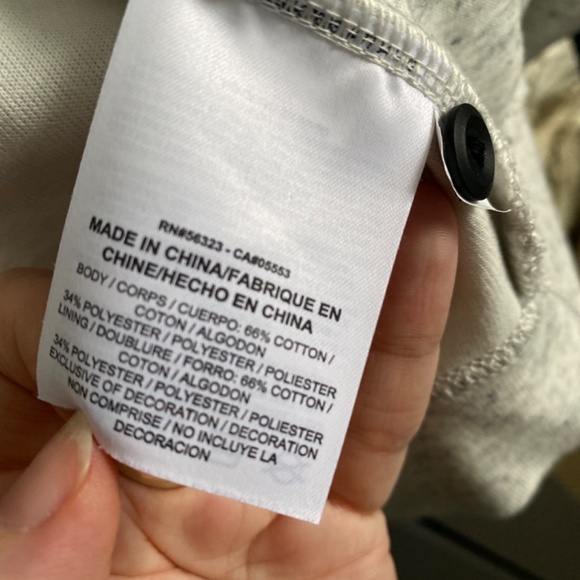 RN#56323 - CA#05553
MADE IN CHINA/FABRIQUE EN
CHINE/HECHO EN CHINA
BODY / CORPS / CUERPO: 66% COTTON /
COTON / ALGODON
34% POLYESTER / POLYESTER / POLIESTER
LINING / DOUBLURE / FORRO: 66% COTTON /
COTON / ALGODON
34% POLYESTER / POLYESTER / POLIESTER
EXCLUSIVE OF DECORATION / DECORATION
NON COMPRISE / NO INCLUYE LA
DECORACION